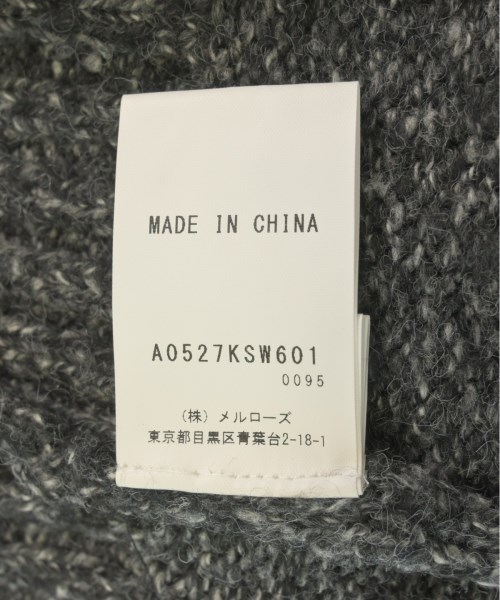 MADE IN CHINA
A0527KSW601
0095
(株)メルローズ
東京都目黒区青葉台2-18-1